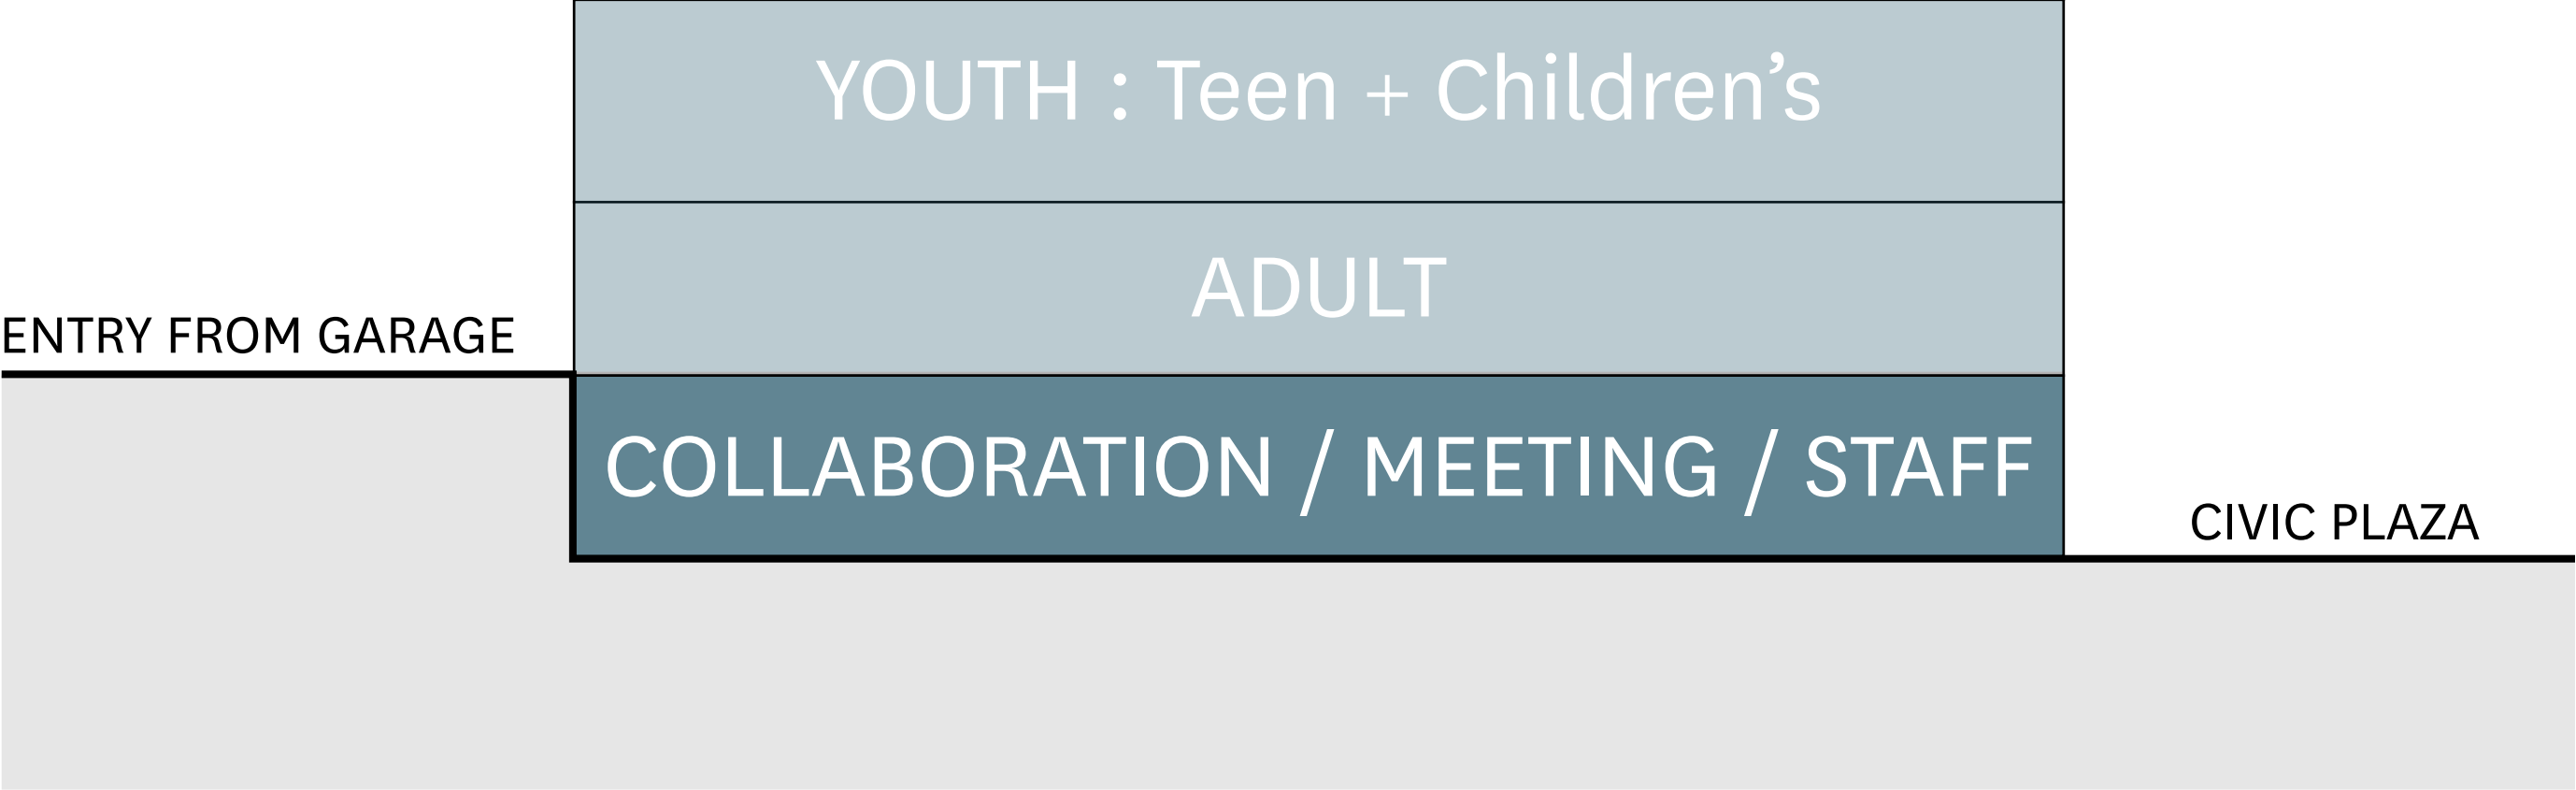 YOUTH : Teen + Children’s
ADULT
ENTRY FROM GARAGE
COLLABORATION / MEETING / STAFF
CIVIC PLAZA